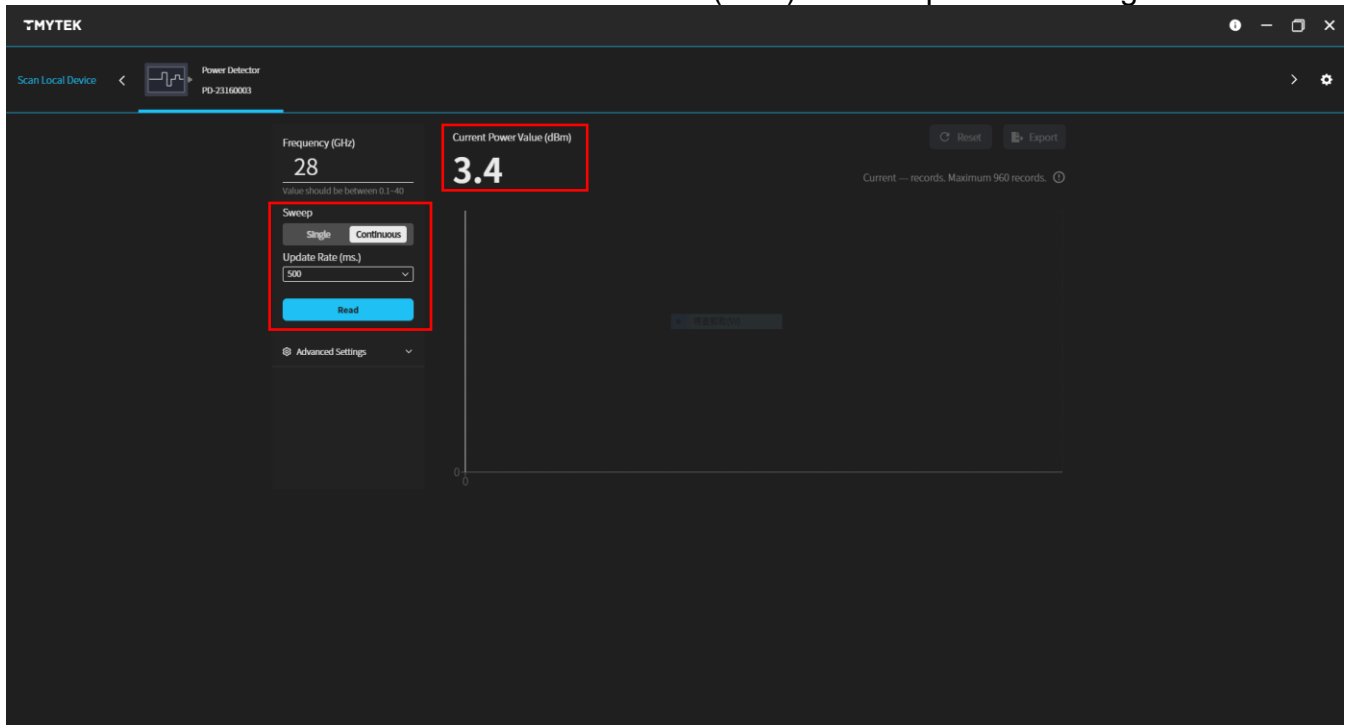 TMYTEK
Scan Local Device
Power Detector
PD-23160003
Frequency (GHz)
28
Value should be between 0.1~40
Sweep
Single Continuous
Update Rate (ms.)
500
Read
Advanced Settings
Current Power Value (dBm)
3.4
Reset Export
Current — records. Maximum 960 records.
0
0